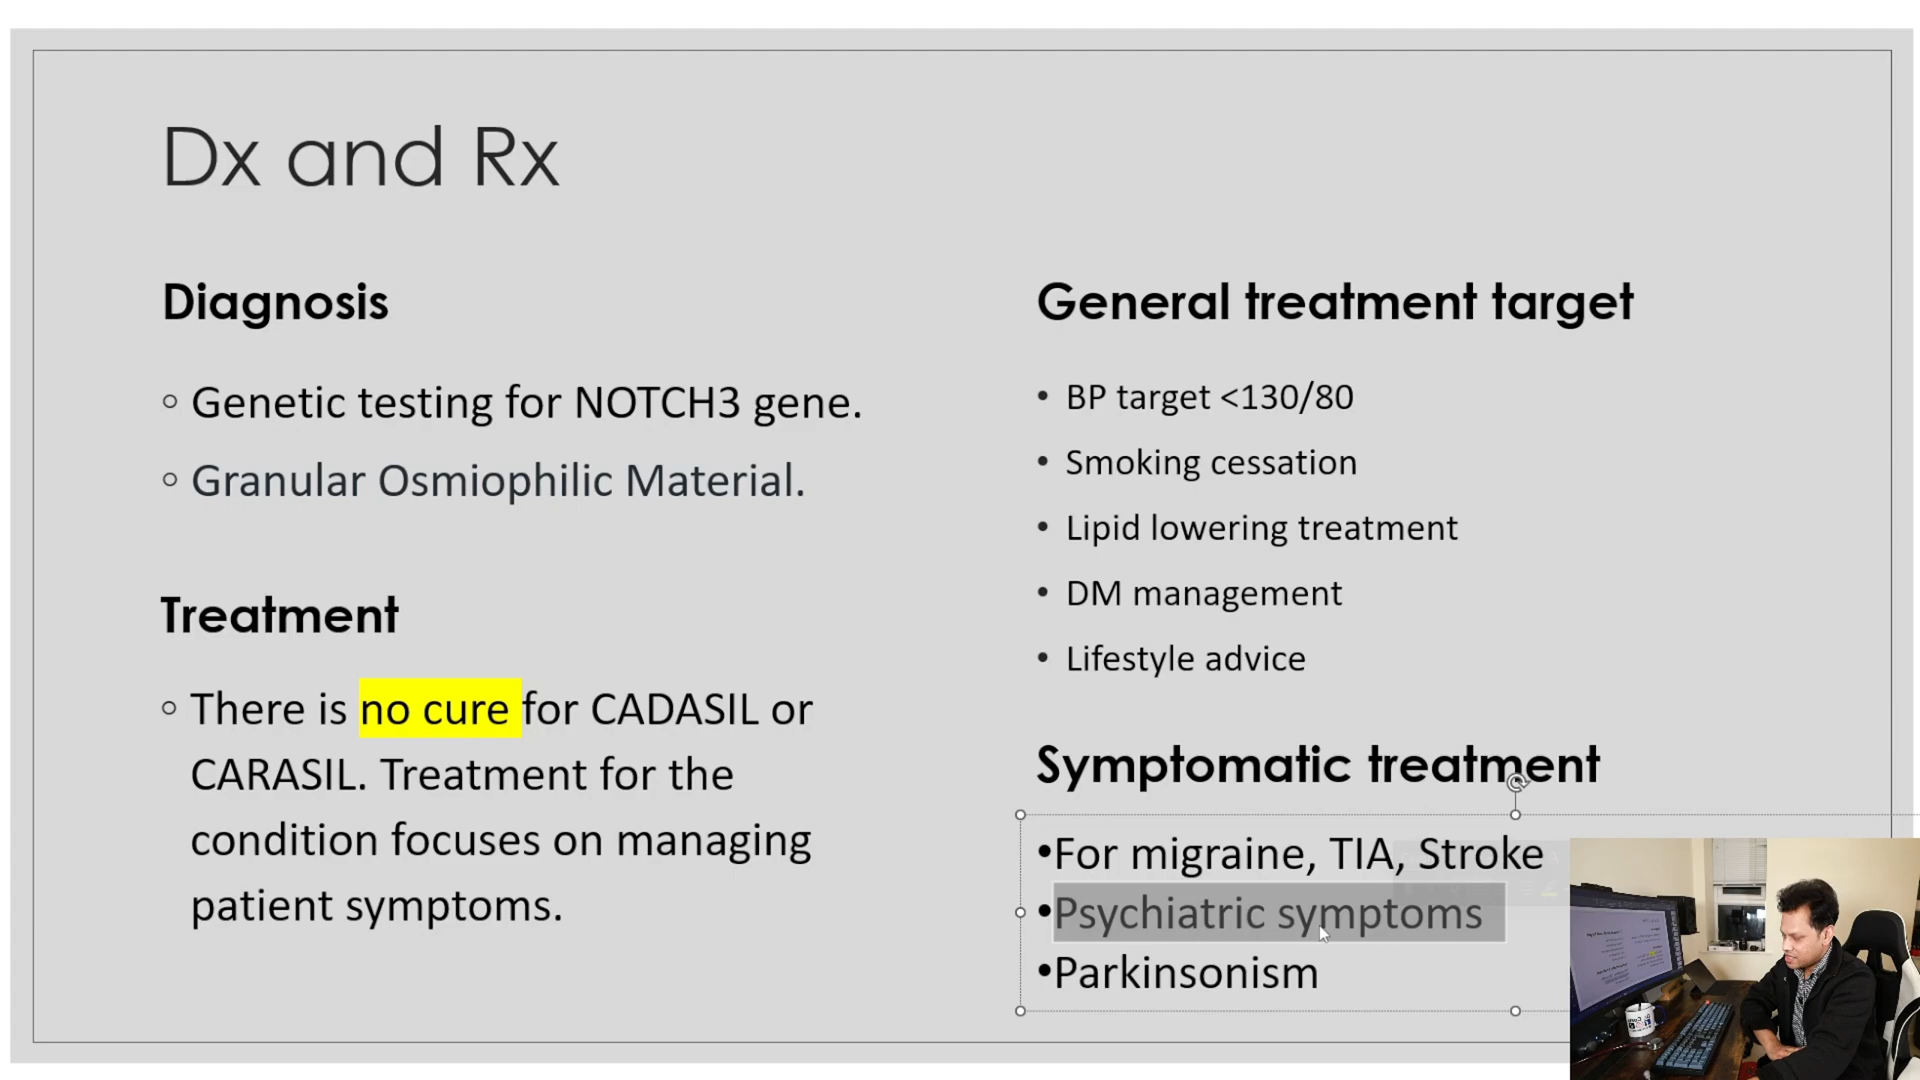 Dx and Rx
Diagnosis
◦ Genetic testing for NOTCH3 gene.
◦ Granular Osmiophilic Material.
Treatment
◦ There is no cure for CADASIL or
CARASIL. Treatment for the
condition focuses on managing
patient symptoms.
General treatment target
• BP target <130/80
• Smoking cessation
• Lipid lowering treatment
• DM management
• Lifestyle advice
Symptomatic treatment
•For migraine, TIA, Stroke
•Psychiatric symptoms
•Parkinsonism